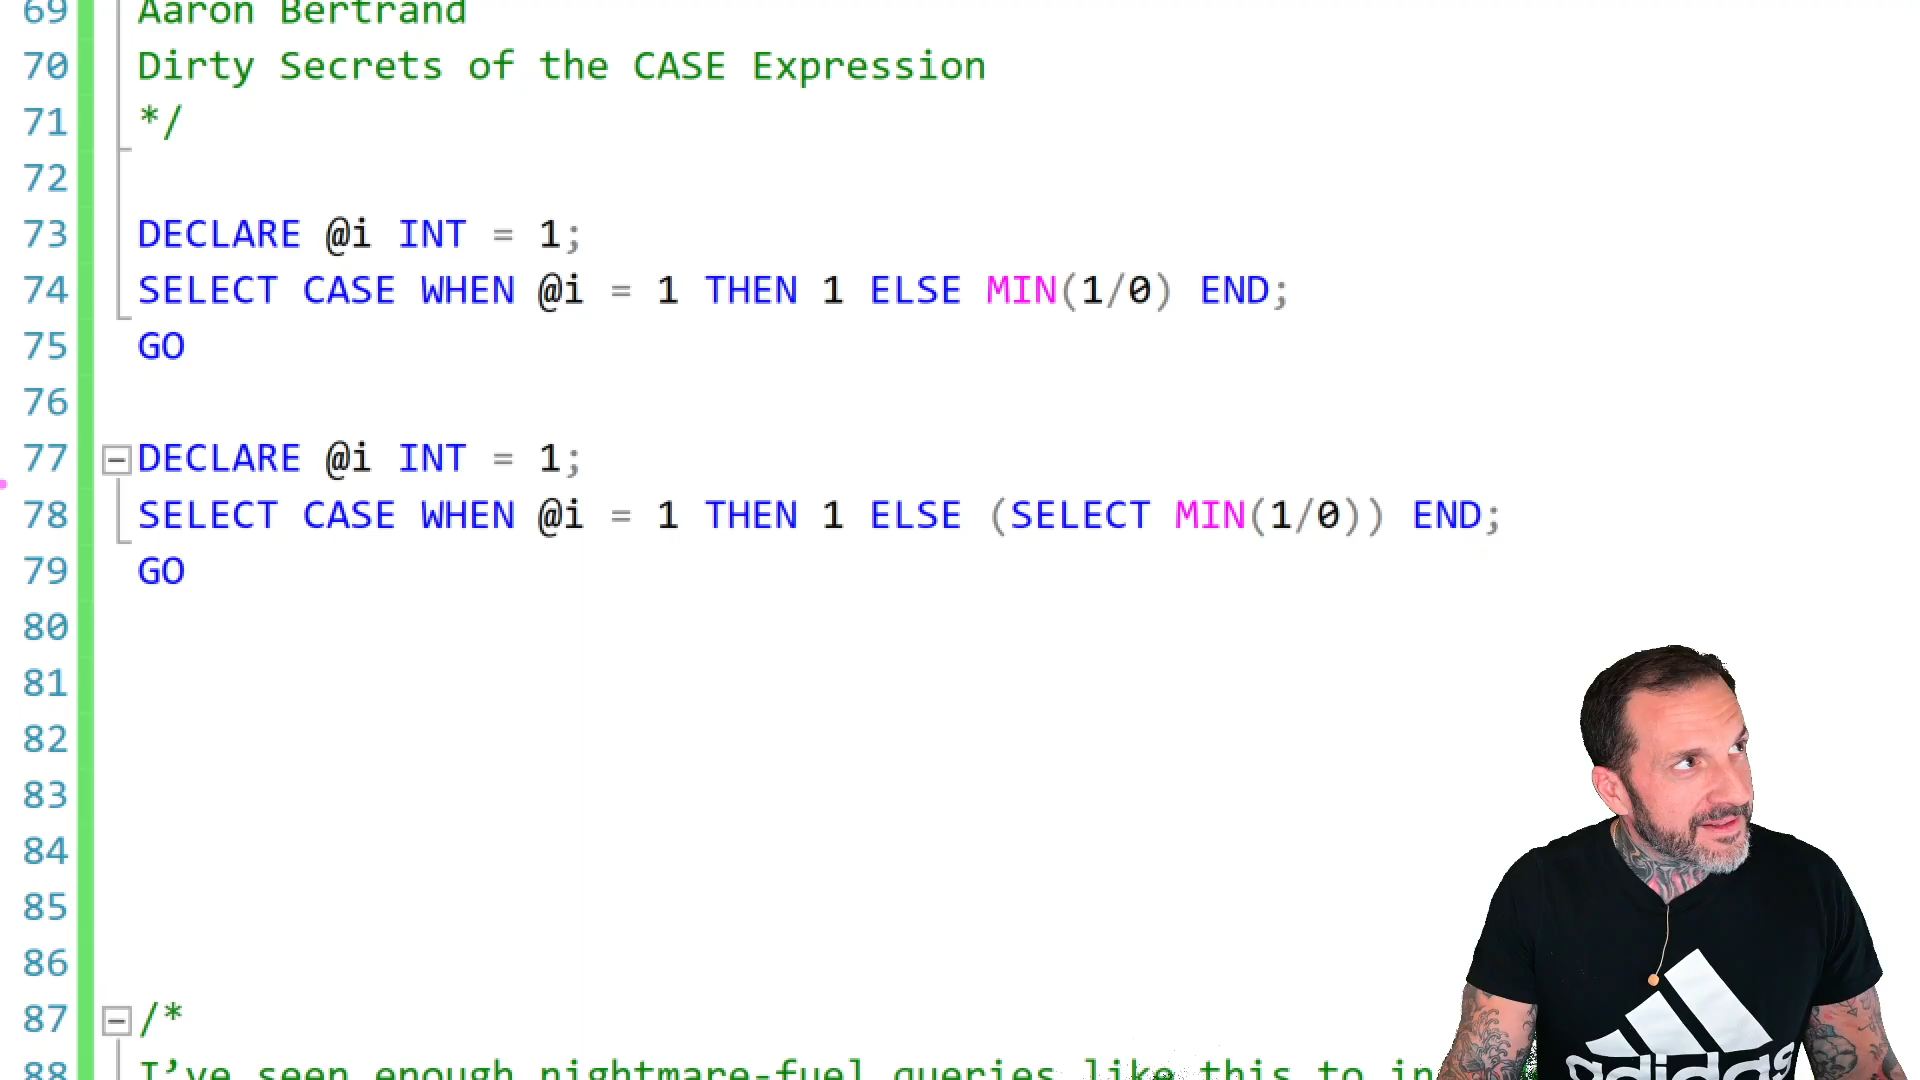 69 Aaron Bertrand
70 Dirty Secrets of the CASE Expression
71 */
72
73 DECLARE @i INT = 1;
74 SELECT CASE WHEN @i = 1 THEN 1 ELSE MIN(1/0) END;
75 GO
76
77 DECLARE @i INT = 1;
78 SELECT CASE WHEN @i = 1 THEN 1 ELSE (SELECT MIN(1/0)) END;
79 GO
80
81
82
83
84
85
86
87 /*
88 I’ve seen enough nightmare-fuel queries like this to in
adidas